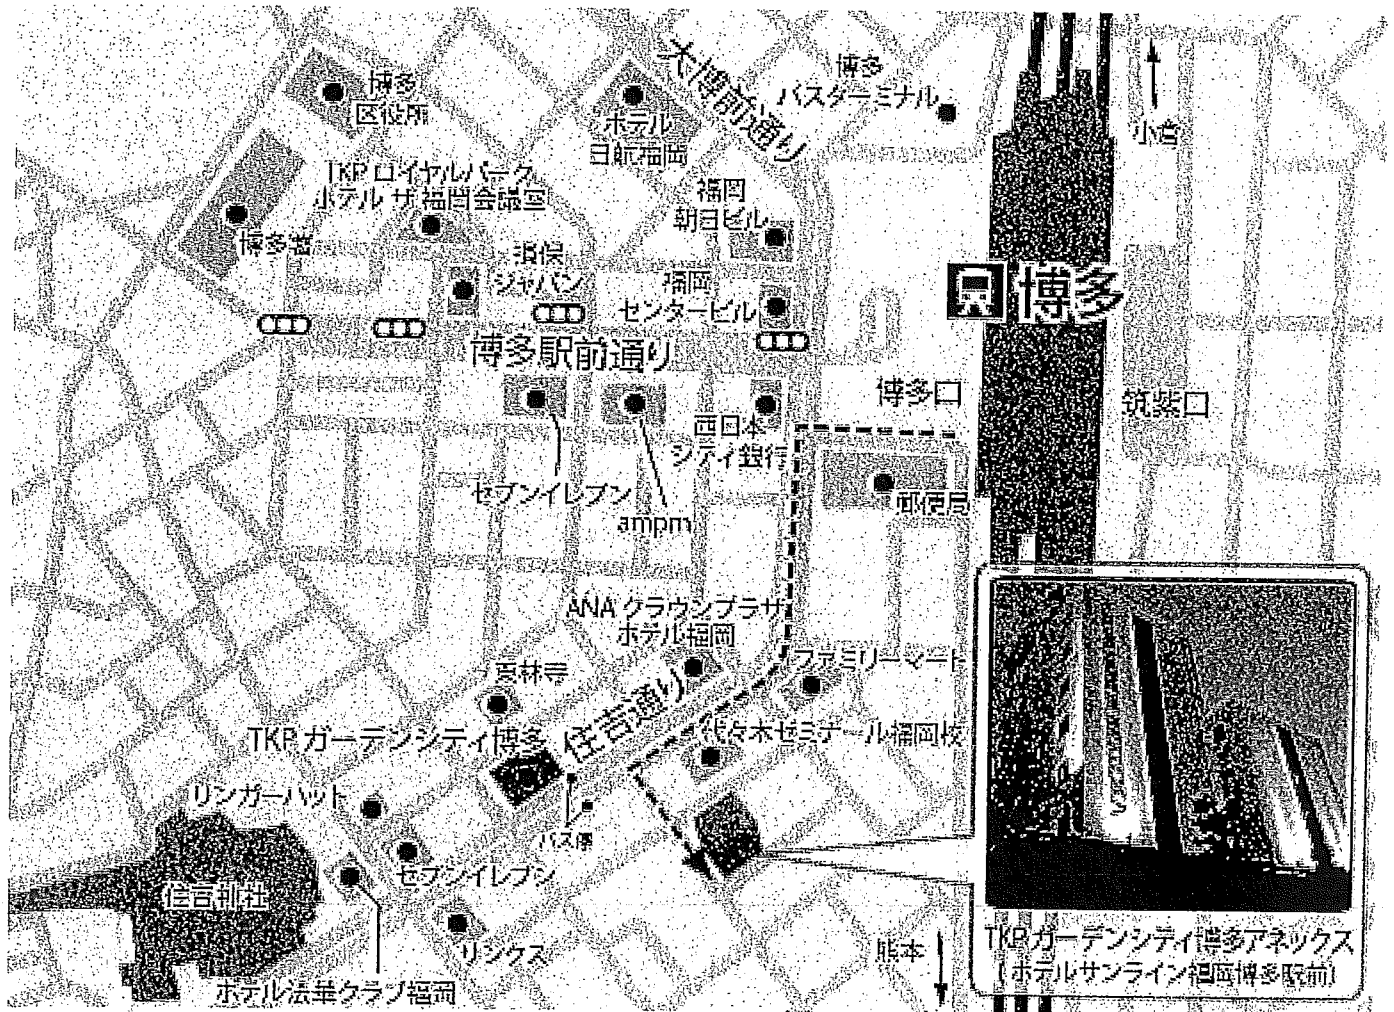 大博前通り
博多
バスターミナル
博多
区役所
ホテル
日航福岡
小倉
TKP ロイヤルパーク
ホテル ザ 福岡会議室
福岡
朝日ビル
博多署
損保
ジャパン
福岡
センタービル
博多
博多駅前通り
博多口
筑紫口
西日本
シティ銀行
セブンイレブン
ampm
郵便局
ANA クラウンプラザ
ホテル福岡
ファミリーマート
住吉通り
TKP ガーデンシティ博多
代々木ゼミナール福岡校
リンガーハット
バス停
セブンイレブン
住吉神社
リンクス
ホテル法華クラブ福岡
熊本
TKP ガーデンシティ博多アネックス
(ホテルサンライン福岡博多駅前)